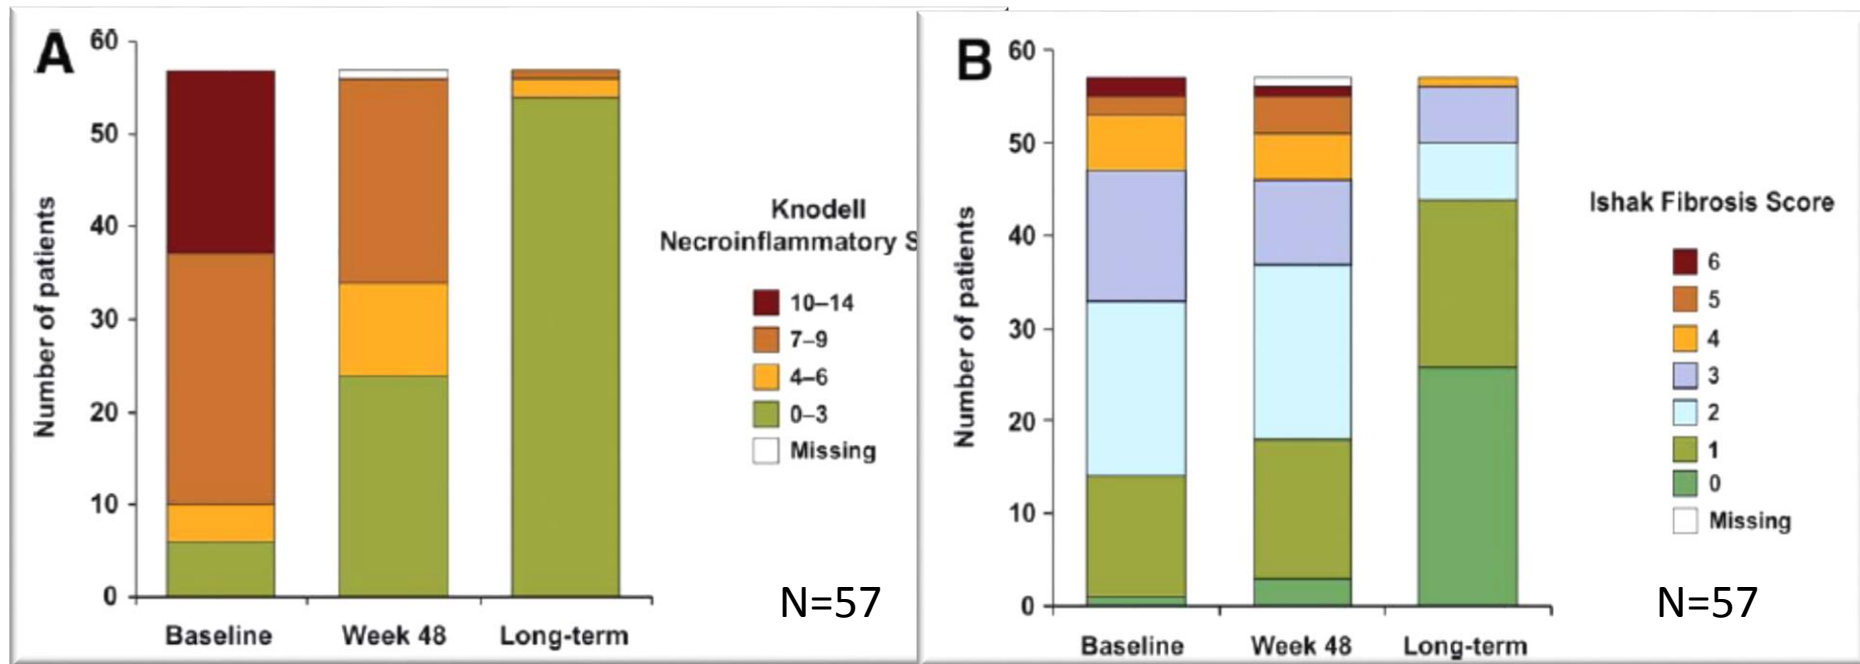 A
60
50
40
30
20
10
0
Number of patients
Baseline
Week 48
Long-term
Knodell
Necroinflammatory S
10–14
7–9
4–6
0–3
Missing
N=57
B
60
50
40
30
20
10
0
Number of patients
Baseline
Week 48
Long-term
Ishak Fibrosis Score
6
5
4
3
2
1
0
Missing
N=57